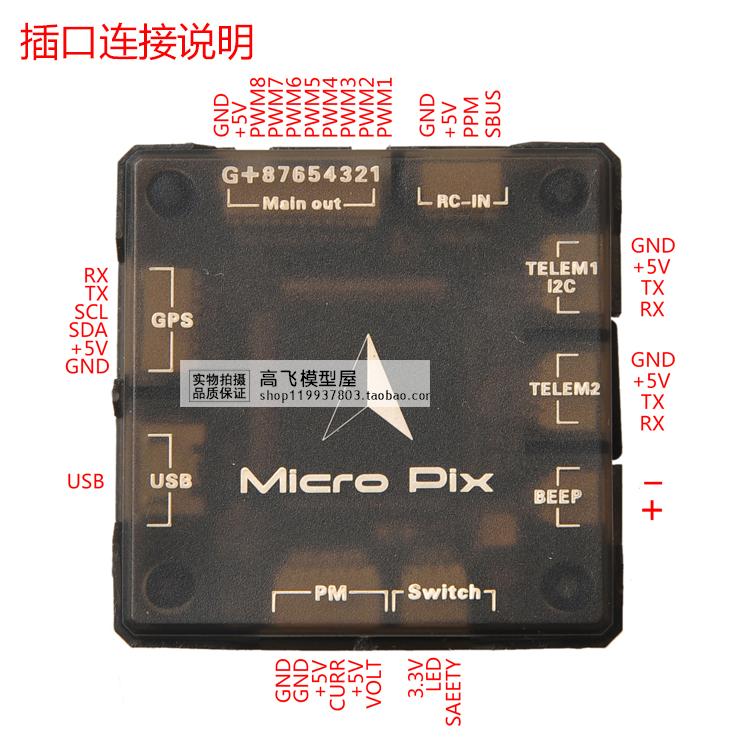 插口连接说明
GND
+5V
PWM8
PWM7
PWM6
PWM5
PWM4
PWM3
PWM2
PWM1
GND
+5V
PPM
SBUS
G+87654321
Main out
RC-IN
RX
TX
SCL
SDA
+5V
GND
GPS
TELEM1
I2C
GND
+5V
TX
RX
实物拍摄
品质保证
高飞模型屋
shop119937803.taobao.com
TELEM2
GND
+5V
TX
RX
USB
USB
Micro Pix
BEEP
−
+
PM
Switch
GND
GND
+5V
CURR
+5V
VOLT
3.3V
LED
SAEETY